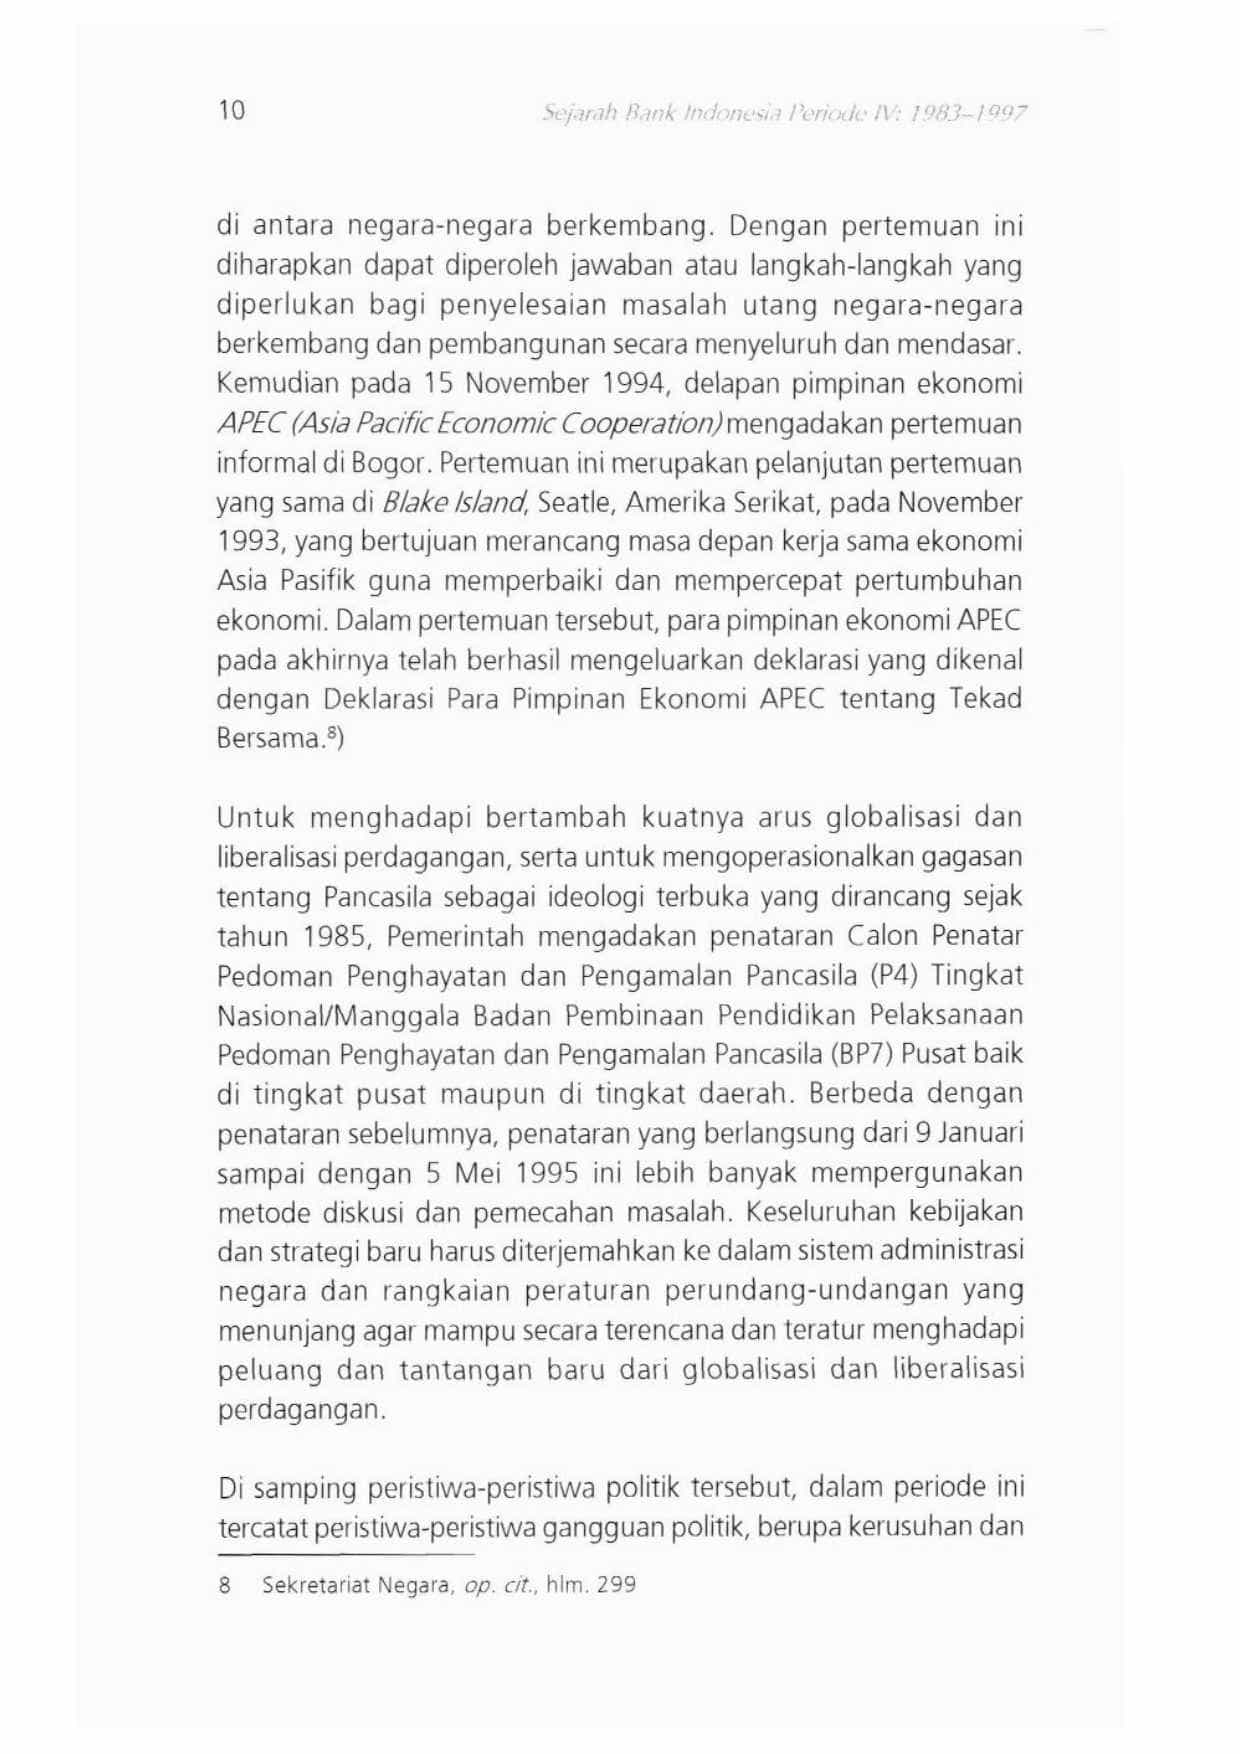 10
Sejarah Bank Indonesia Periode IV: 1983–1997
di antara negara-negara berkembang. Dengan pertemuan ini
diharapkan dapat diperoleh jawaban atau langkah-langkah yang
diperlukan bagi penyelesaian masalah utang negara-negara
berkembang dan pembangunan secara menyeluruh dan mendasar.
Kemudian pada 15 November 1994, delapan pimpinan ekonomi
APEC (Asia Pacific Economic Cooperation) mengadakan pertemuan
informal di Bogor. Pertemuan ini merupakan pelanjutan pertemuan
yang sama di Blake Island, Seatle, Amerika Serikat, pada November
1993, yang bertujuan merancang masa depan kerja sama ekonomi
Asia Pasifik guna memperbaiki dan mempercepat pertumbuhan
ekonomi. Dalam pertemuan tersebut, para pimpinan ekonomi APEC
pada akhirnya telah berhasil mengeluarkan deklarasi yang dikenal
dengan Deklarasi Para Pimpinan Ekonomi APEC tentang Tekad
Bersama.⁸)
Untuk menghadapi bertambah kuatnya arus globalisasi dan
liberalisasi perdagangan, serta untuk mengoperasionalkan gagasan
tentang Pancasila sebagai ideologi terbuka yang dirancang sejak
tahun 1985, Pemerintah mengadakan penataran Calon Penatar
Pedoman Penghayatan dan Pengamalan Pancasila (P4) Tingkat
Nasional/Manggala Badan Pembinaan Pendidikan Pelaksanaan
Pedoman Penghayatan dan Pengamalan Pancasila (BP7) Pusat baik
di tingkat pusat maupun di tingkat daerah. Berbeda dengan
penataran sebelumnya, penataran yang berlangsung dari 9 Januari
sampai dengan 5 Mei 1995 ini lebih banyak mempergunakan
metode diskusi dan pemecahan masalah. Keseluruhan kebijakan
dan strategi baru harus diterjemahkan ke dalam sistem administrasi
negara dan rangkaian peraturan perundang-undangan yang
menunjang agar mampu secara terencana dan teratur menghadapi
peluang dan tantangan baru dari globalisasi dan liberalisasi
perdagangan.
Di samping peristiwa-peristiwa politik tersebut, dalam periode ini
tercatat peristiwa-peristiwa gangguan politik, berupa kerusuhan dan
8 Sekretariat Negara, op. cit., hlm. 299